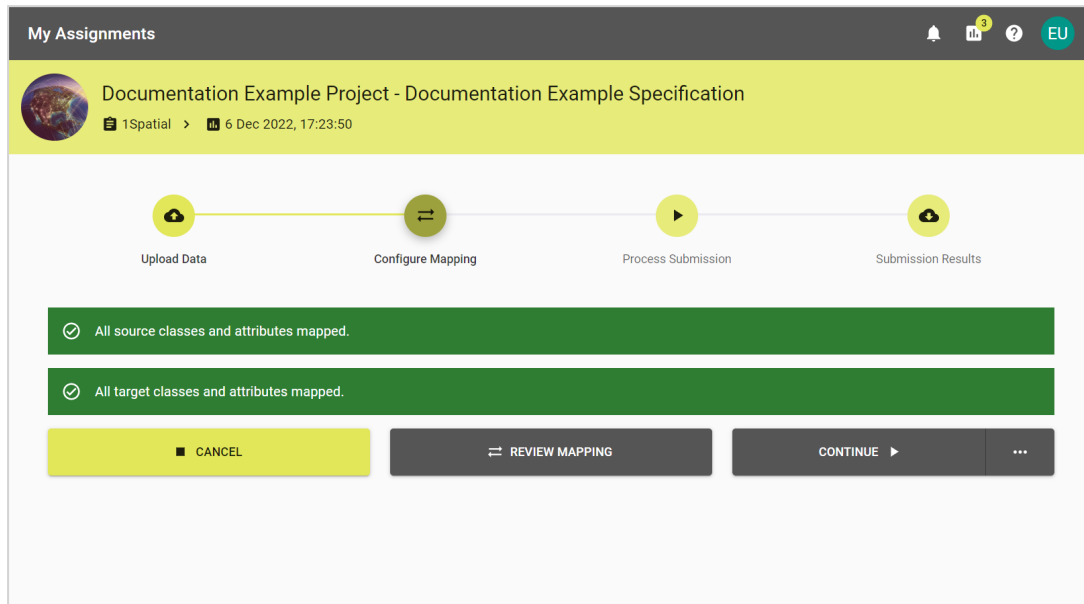 My Assignments
3
EU
Documentation Example Project - Documentation Example Specification
1Spatial > 6 Dec 2022, 17:23:50
Upload Data Configure Mapping Process Submission Submission Results
All source classes and attributes mapped.
All target classes and attributes mapped.
CANCEL REVIEW MAPPING CONTINUE ...